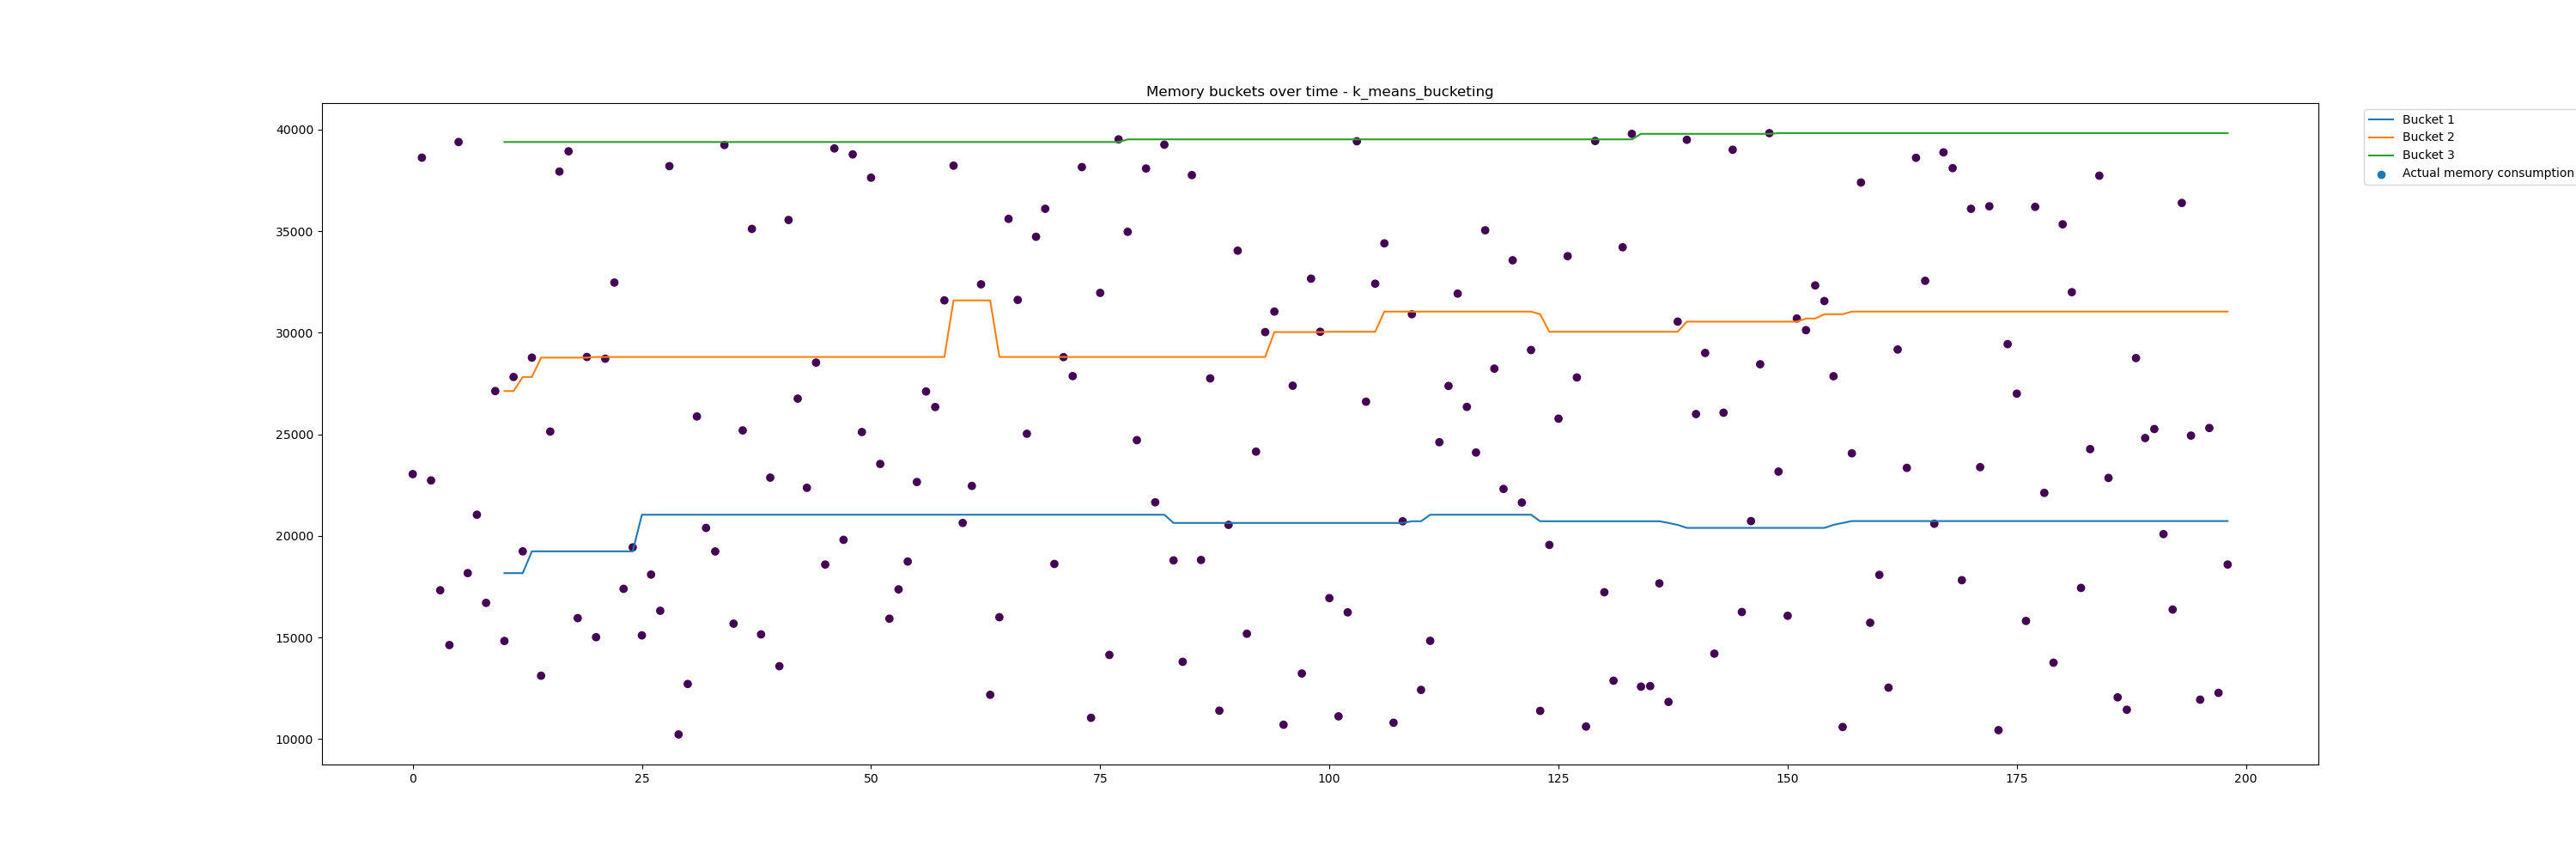 Memory buckets over time - k_means_bucketing
40000
35000
30000
25000
20000
15000
10000
0 25 50 75 100 125 150 175 200
Bucket 1
Bucket 2
Bucket 3
Actual memory consumption